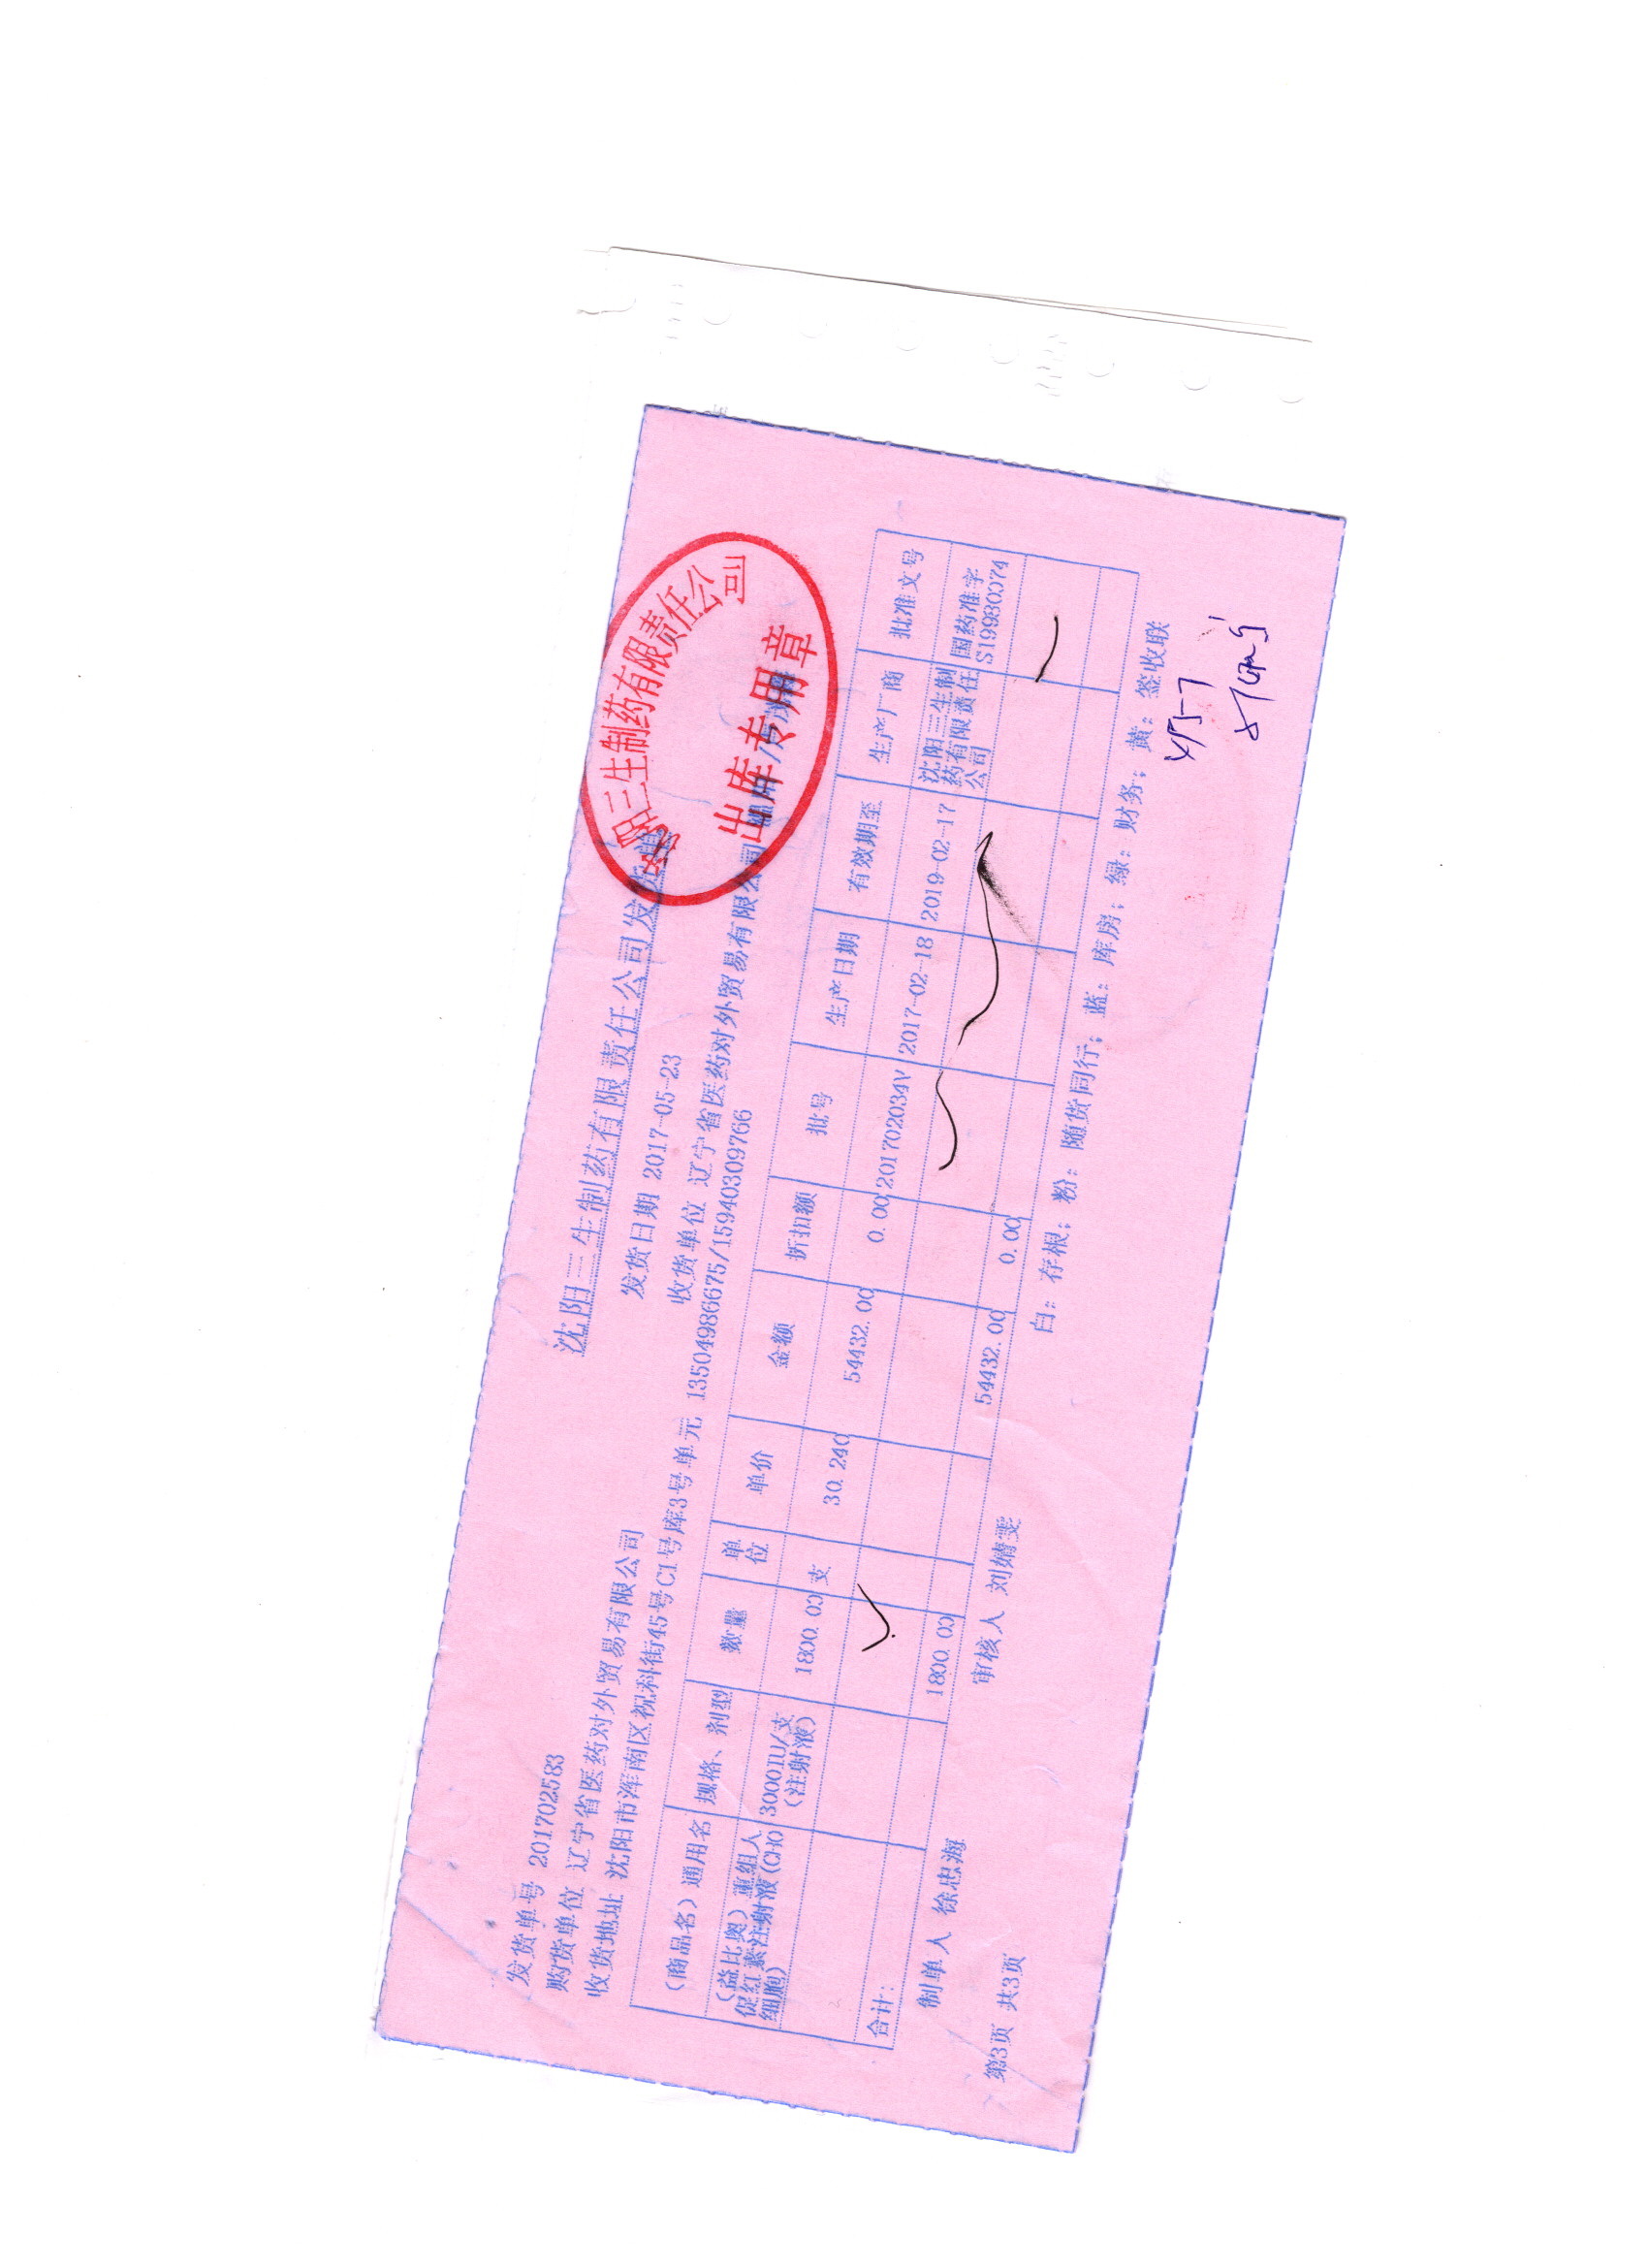 沈阳三生制药有限责任公司发货单
发货单号 201702583
发货日期 2017-05-23
购货单位 辽宁省医药对外贸易有限公司
收货单位 辽宁省医药对外贸易有限公司
收货地址 沈阳市浑南区祝科街45号C1号库3号单元 13504986675/15940309766
沈阳三生制药有限责任公司
出库专用章
(商品名)通用名 规格、剂型 数量 单位 单价 金额 折扣额 批号 生产日期 有效期至 生产厂商 批准文号
(益比奥)重组人促红素注射液(CHO细胞) 3000IU/支(注射液) 1800.00 支 30.240 54432.00 0.00 201702034V 2017-02-18 2019-02-17 沈阳三生制药有限责任公司 国药准字S19980074
合计: 1800.00 54432.00 0.00
制单人 徐忠海 审核人 刘婧雯
白:存根;粉:随货同行;蓝:库房;绿:财务;黄:签收联
第3页 共3页